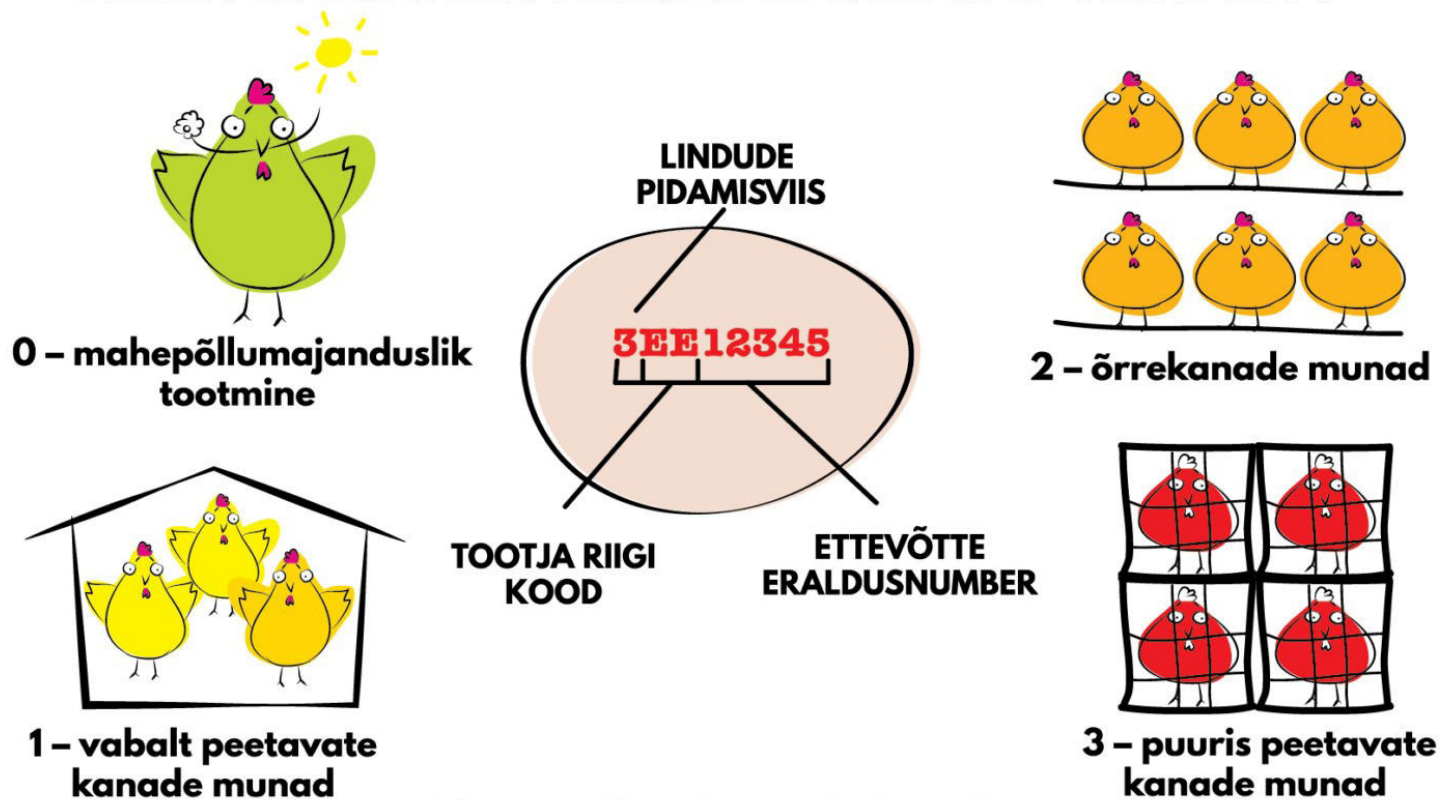 LINDUDE
PIDAMISVIIS
3EE12345
TOOTJA RIIGI
KOOD
ETTEVÕTTE
ERALDUSNUMBER
0 – mahepõllumajanduslik
tootmine
1 – vabalt peetavate
kanade munad
2 – õrrekanade munad
3 – puuris peetavate
kanade munad